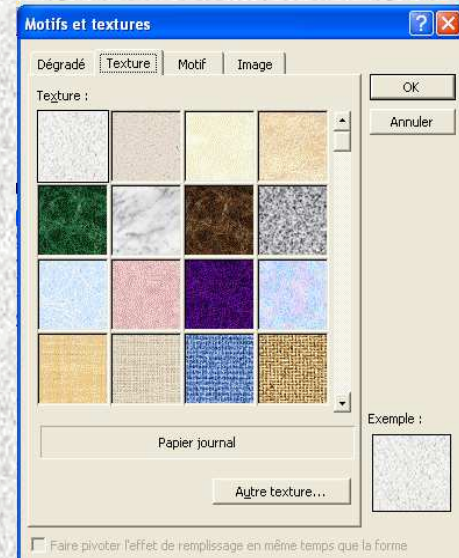 Motifs et textures
Dégradé Texture Motif Image
OK
Annuler
Texture :
Papier journal
Exemple :
Autre texture...
Faire pivoter l'effet de remplissage en même temps que la forme